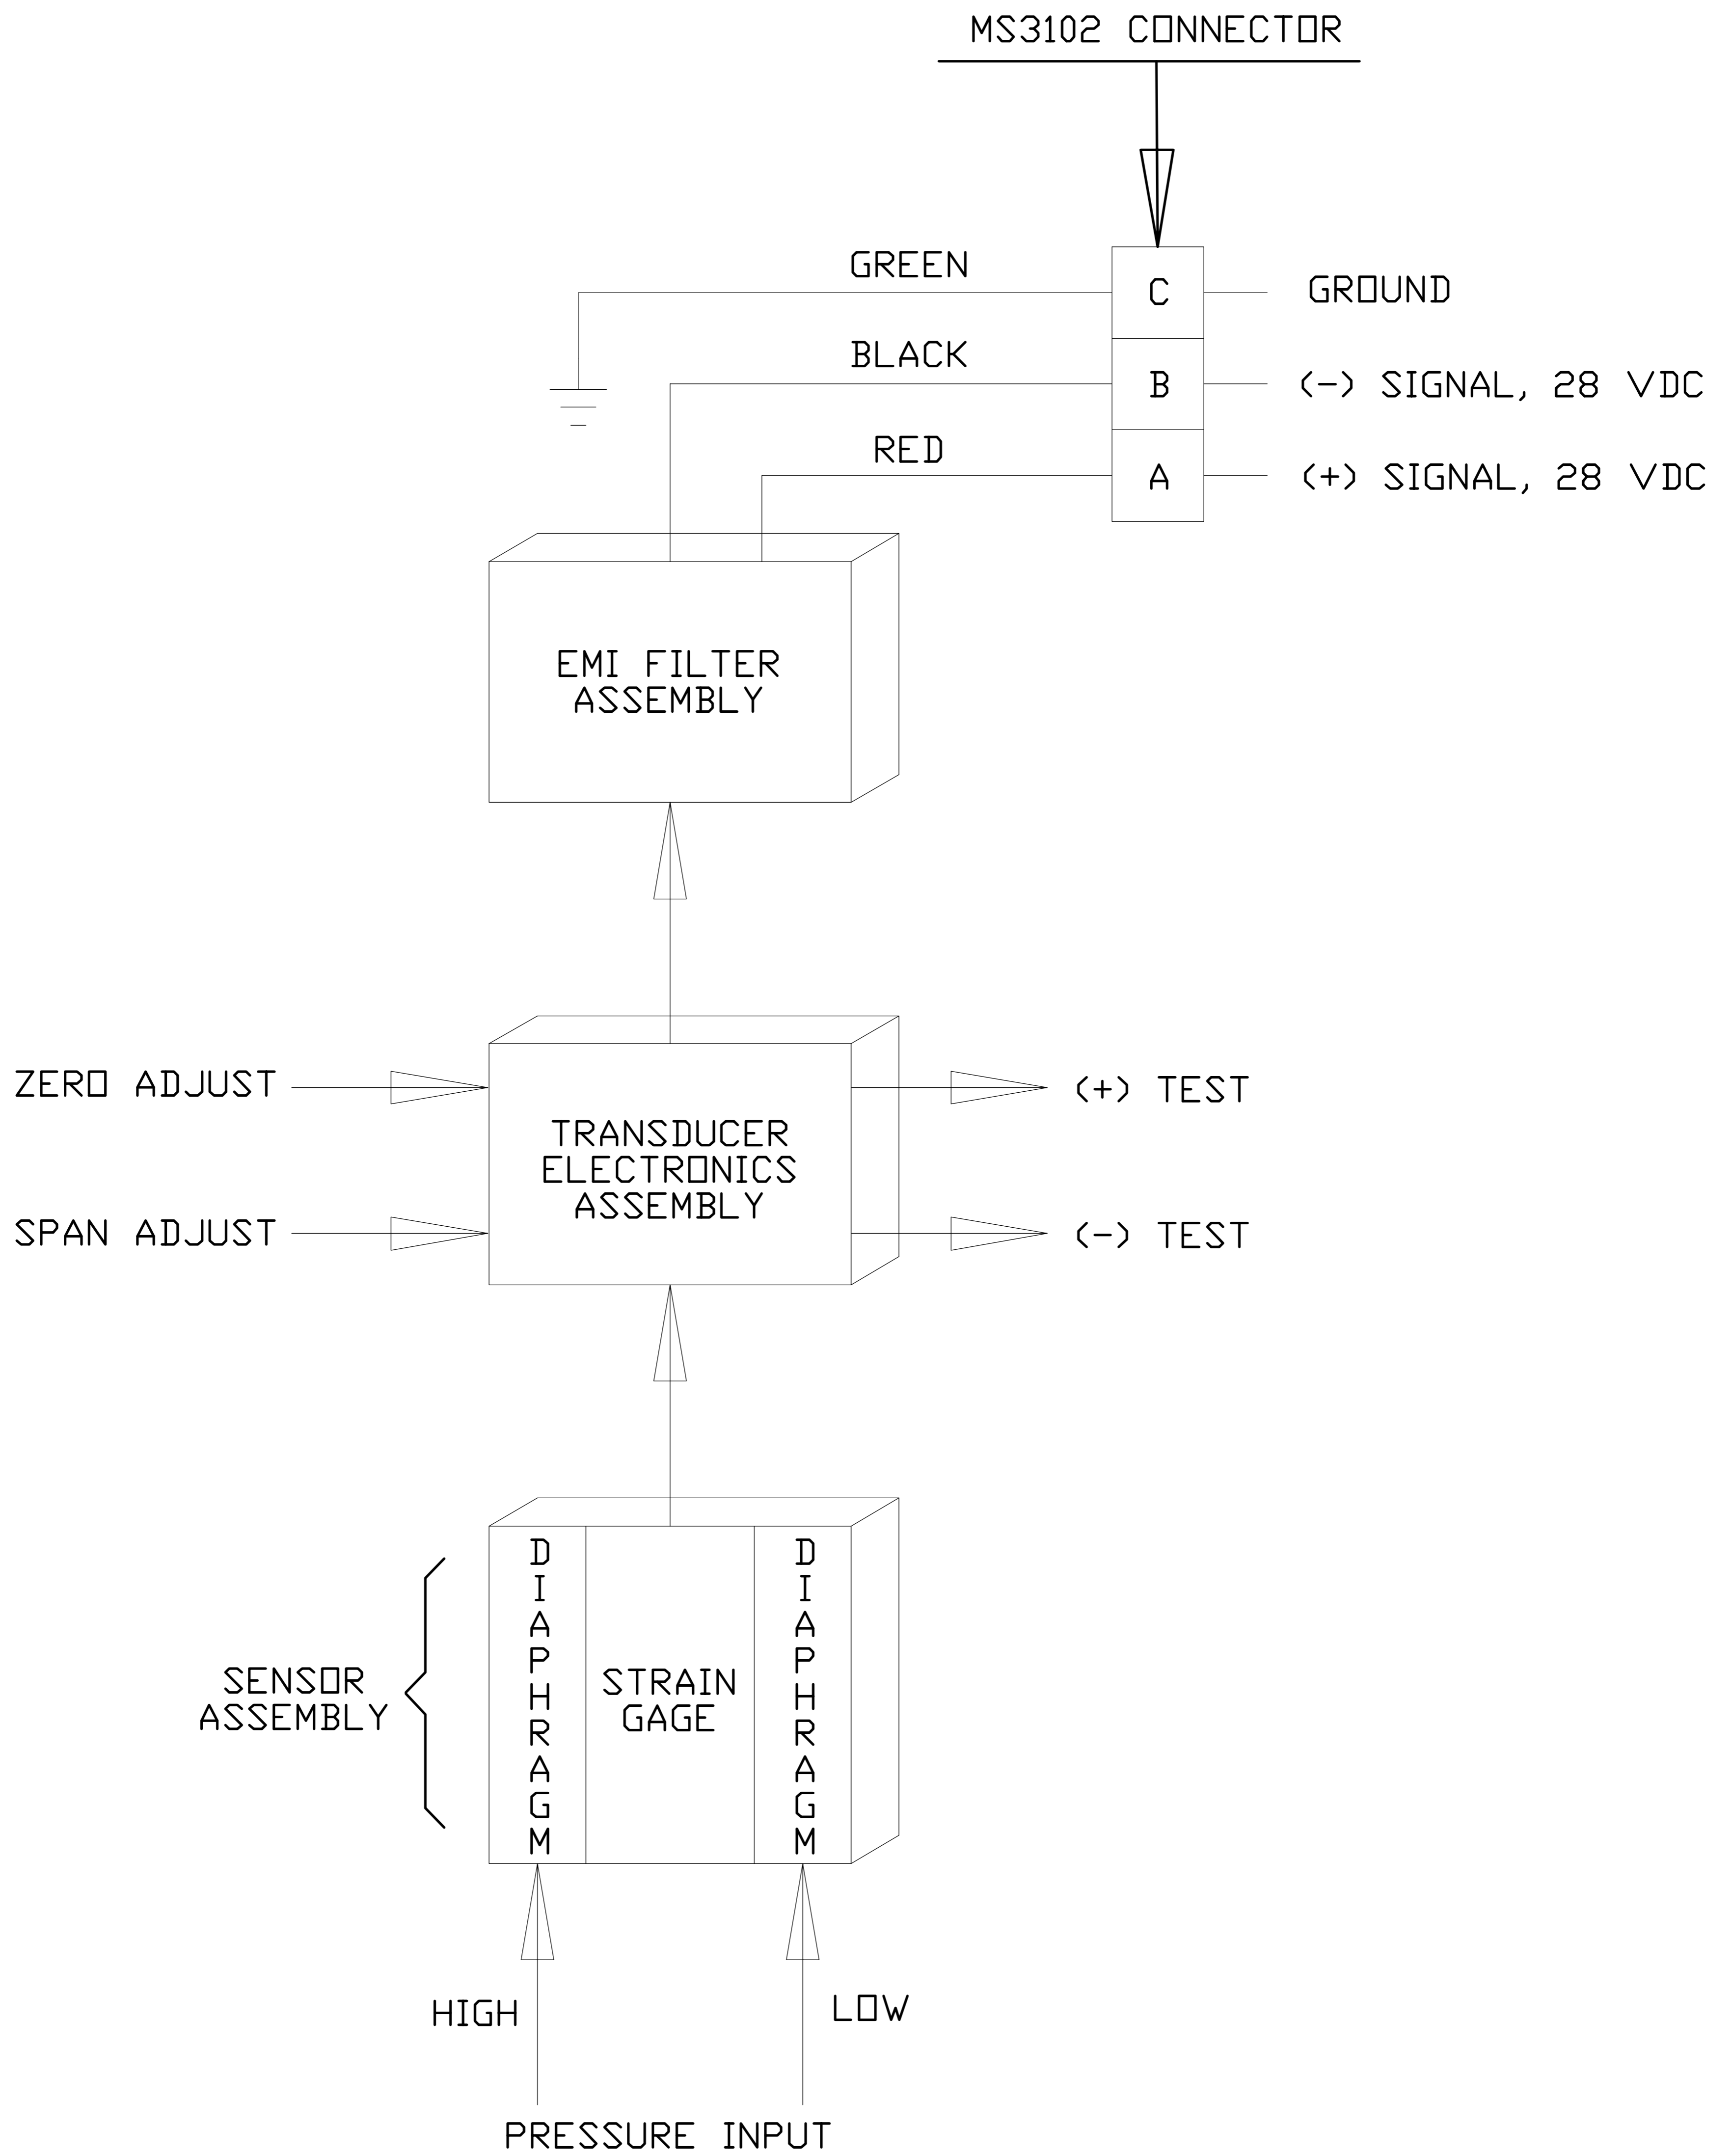 MS3102 CONNECTOR
GREEN
C
GROUND
BLACK
B
(-) SIGNAL, 28 VDC
RED
A
(+) SIGNAL, 28 VDC
EMI FILTER
ASSEMBLY
ZERO ADJUST
(+) TEST
TRANSDUCER
ELECTRONICS
ASSEMBLY
SPAN ADJUST
(-) TEST
SENSOR
ASSEMBLY
DIAPHRAGM
STRAIN
GAGE
DIAPHRAGM
HIGH
LOW
PRESSURE INPUT